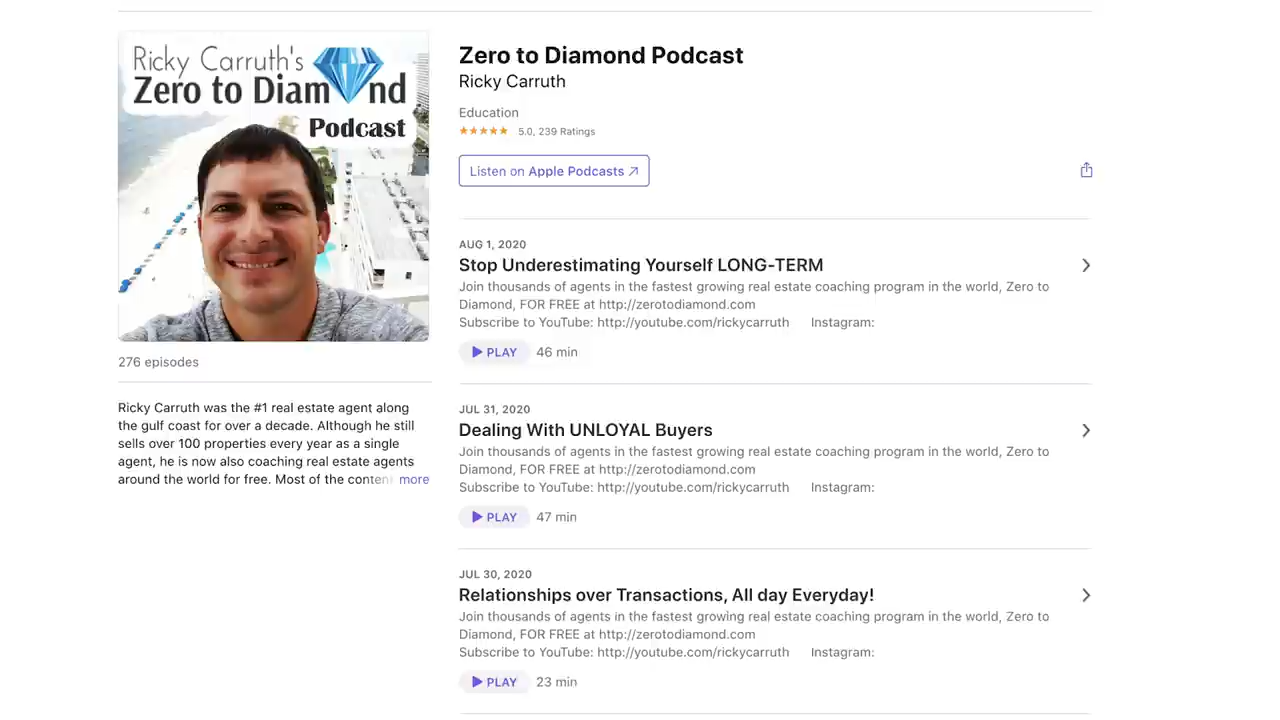 Ricky Carruth's
Zero to Diam nd
Podcast
276 episodes
Ricky Carruth was the #1 real estate agent along
the gulf coast for over a decade. Although he still
sells over 100 properties every year as a single
agent, he is now also coaching real estate agents
around the world for free. Most of the conten more
Zero to Diamond Podcast
Ricky Carruth
Education
★★★★★ 5.0, 239 Ratings
Listen on Apple Podcasts ↗
AUG 1, 2020
Stop Underestimating Yourself LONG-TERM
Join thousands of agents in the fastest growing real estate coaching program in the world, Zero to
Diamond, FOR FREE at http://zerotodiamond.com
Subscribe to YouTube: http://youtube.com/rickycarruth Instagram:
PLAY 46 min
JUL 31, 2020
Dealing With UNLOYAL Buyers
Join thousands of agents in the fastest growing real estate coaching program in the world, Zero to
Diamond, FOR FREE at http://zerotodiamond.com
Subscribe to YouTube: http://youtube.com/rickycarruth Instagram:
PLAY 47 min
JUL 30, 2020
Relationships over Transactions, All day Everyday!
Join thousands of agents in the fastest growing real estate coaching program in the world, Zero to
Diamond, FOR FREE at http://zerotodiamond.com
Subscribe to YouTube: http://youtube.com/rickycarruth Instagram:
PLAY 23 min